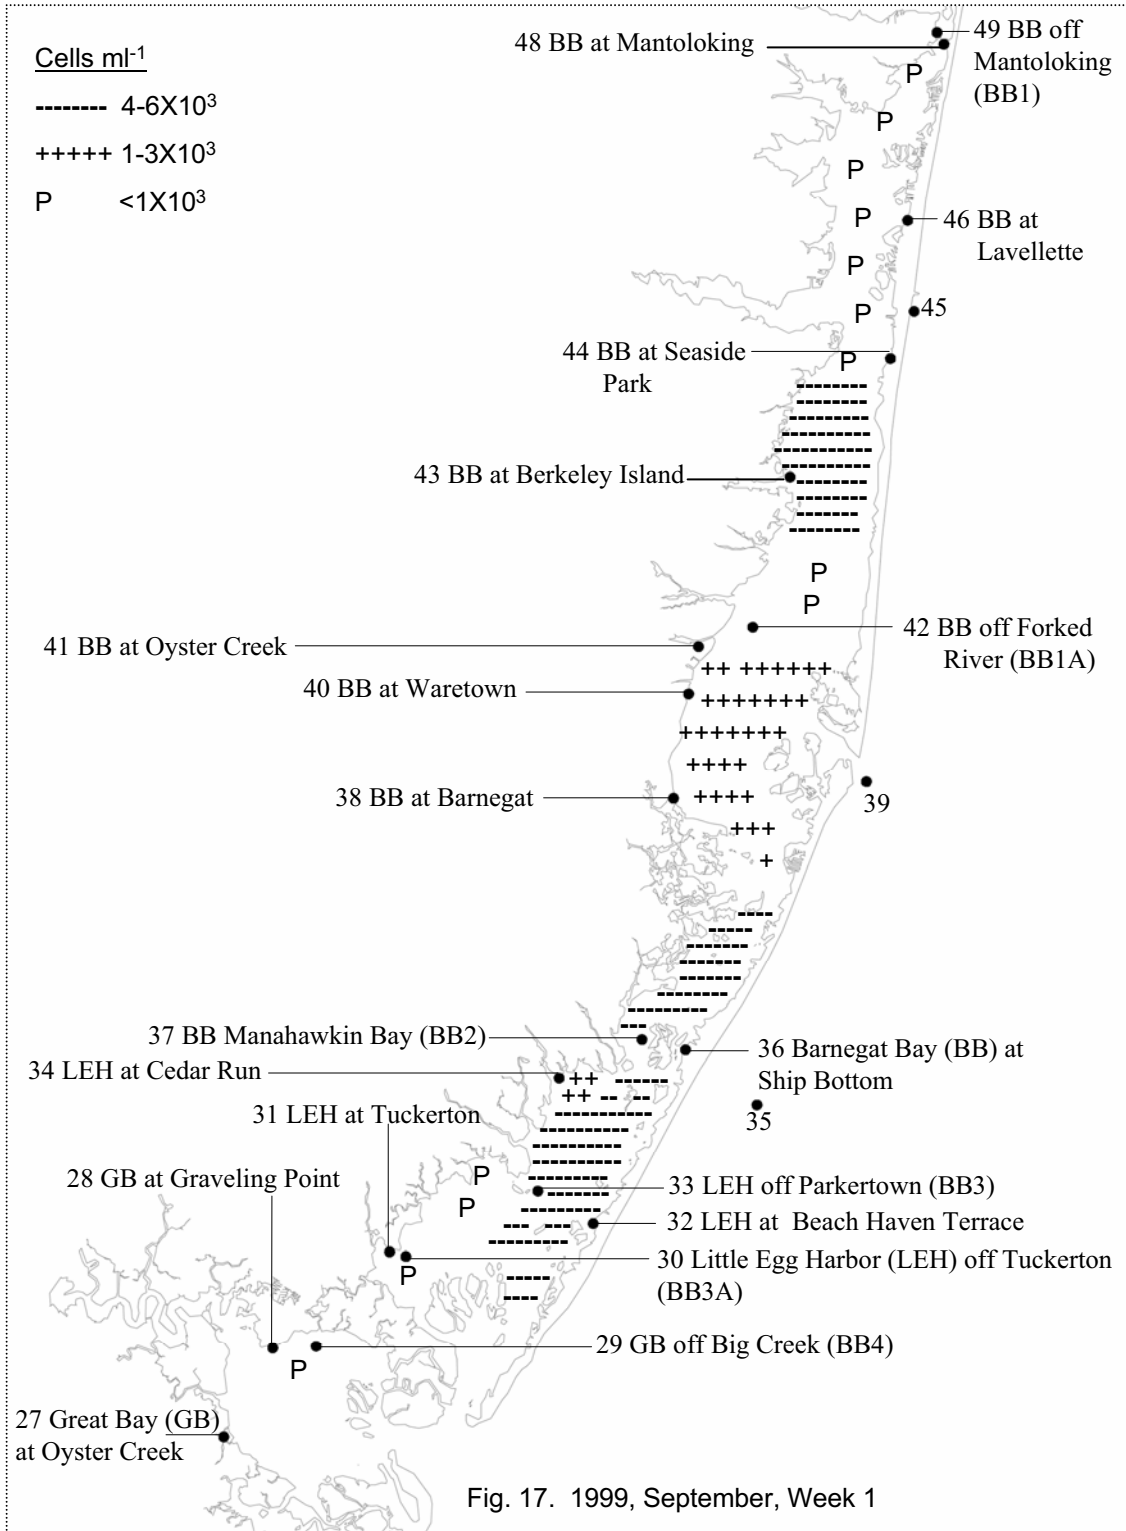 Cells ml-1
-------- 4-6X103
+++++ 1-3X103
P <1X103
48 BB at Mantoloking
49 BB off
Mantoloking
(BB1)
P
P
P
P
46 BB at
Lavellette
P
P
45
44 BB at Seaside
Park
P
43 BB at Berkeley Island
P
P
42 BB off Forked
River (BB1A)
41 BB at Oyster Creek
++ ++++++
40 BB at Waretown
+++++++
+++++++
++++
38 BB at Barnegat
++++
39
+++
+
37 BB Manahawkin Bay (BB2)
36 Barnegat Bay (BB) at
Ship Bottom
34 LEH at Cedar Run
++
++
35
31 LEH at Tuckerton
28 GB at Graveling Point
P
33 LEH off Parkertown (BB3)
P
32 LEH at Beach Haven Terrace
30 Little Egg Harbor (LEH) off Tuckerton
(BB3A)
P
29 GB off Big Creek (BB4)
P
27 Great Bay (GB)
at Oyster Creek
Fig. 17. 1999, September, Week 1